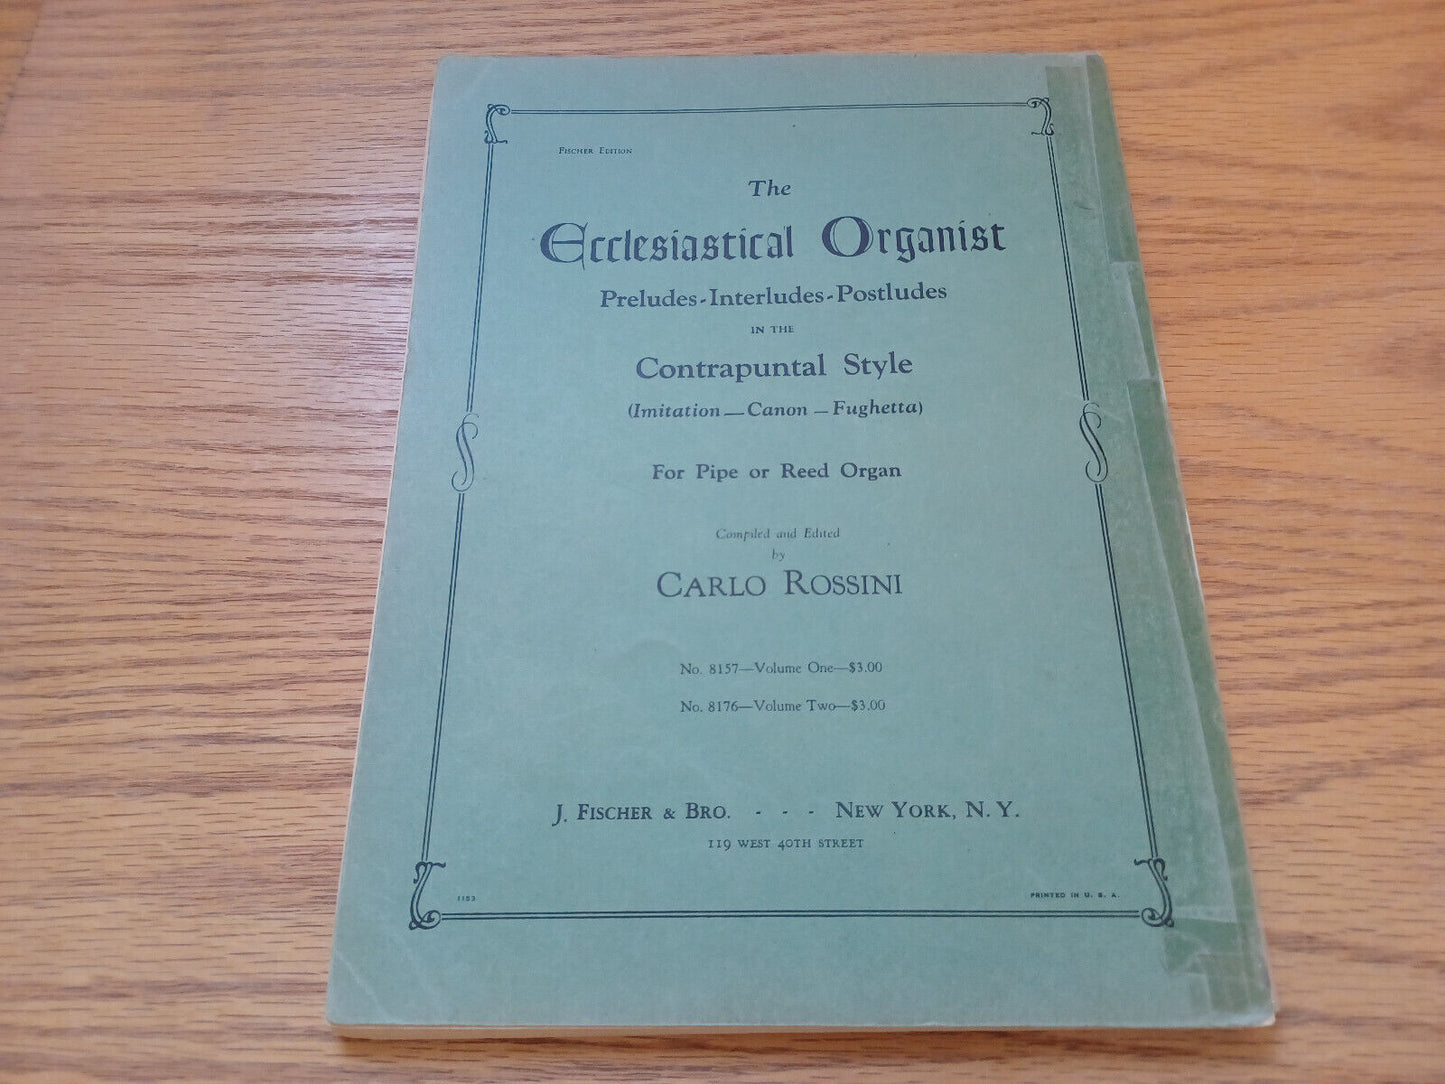 Fischer Edition
The
Ecclesiastical Organist
Preludes-Interludes-Postludes
IN THE
Contrapuntal Style
(Imitation — Canon — Fughetta)
For Pipe or Reed Organ
Compiled and Edited
by
CARLO ROSSINI
No. 8157—Volume One—$3.00
No. 8176—Volume Two—$3.00
J. FISCHER & BRO. - - - NEW YORK, N. Y.
119 WEST 40TH STREET
1153
PRINTED IN U. S. A.